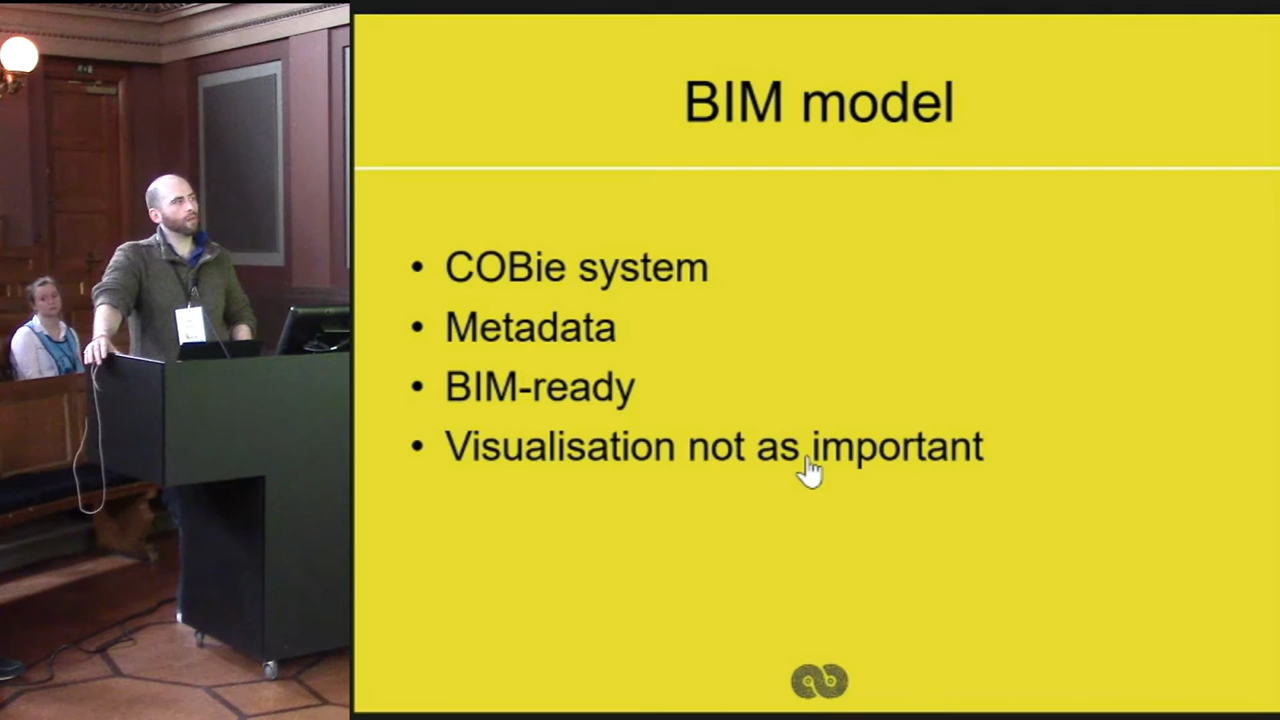 BIM model
• COBie system
• Metadata
• BIM-ready
• Visualisation not as important